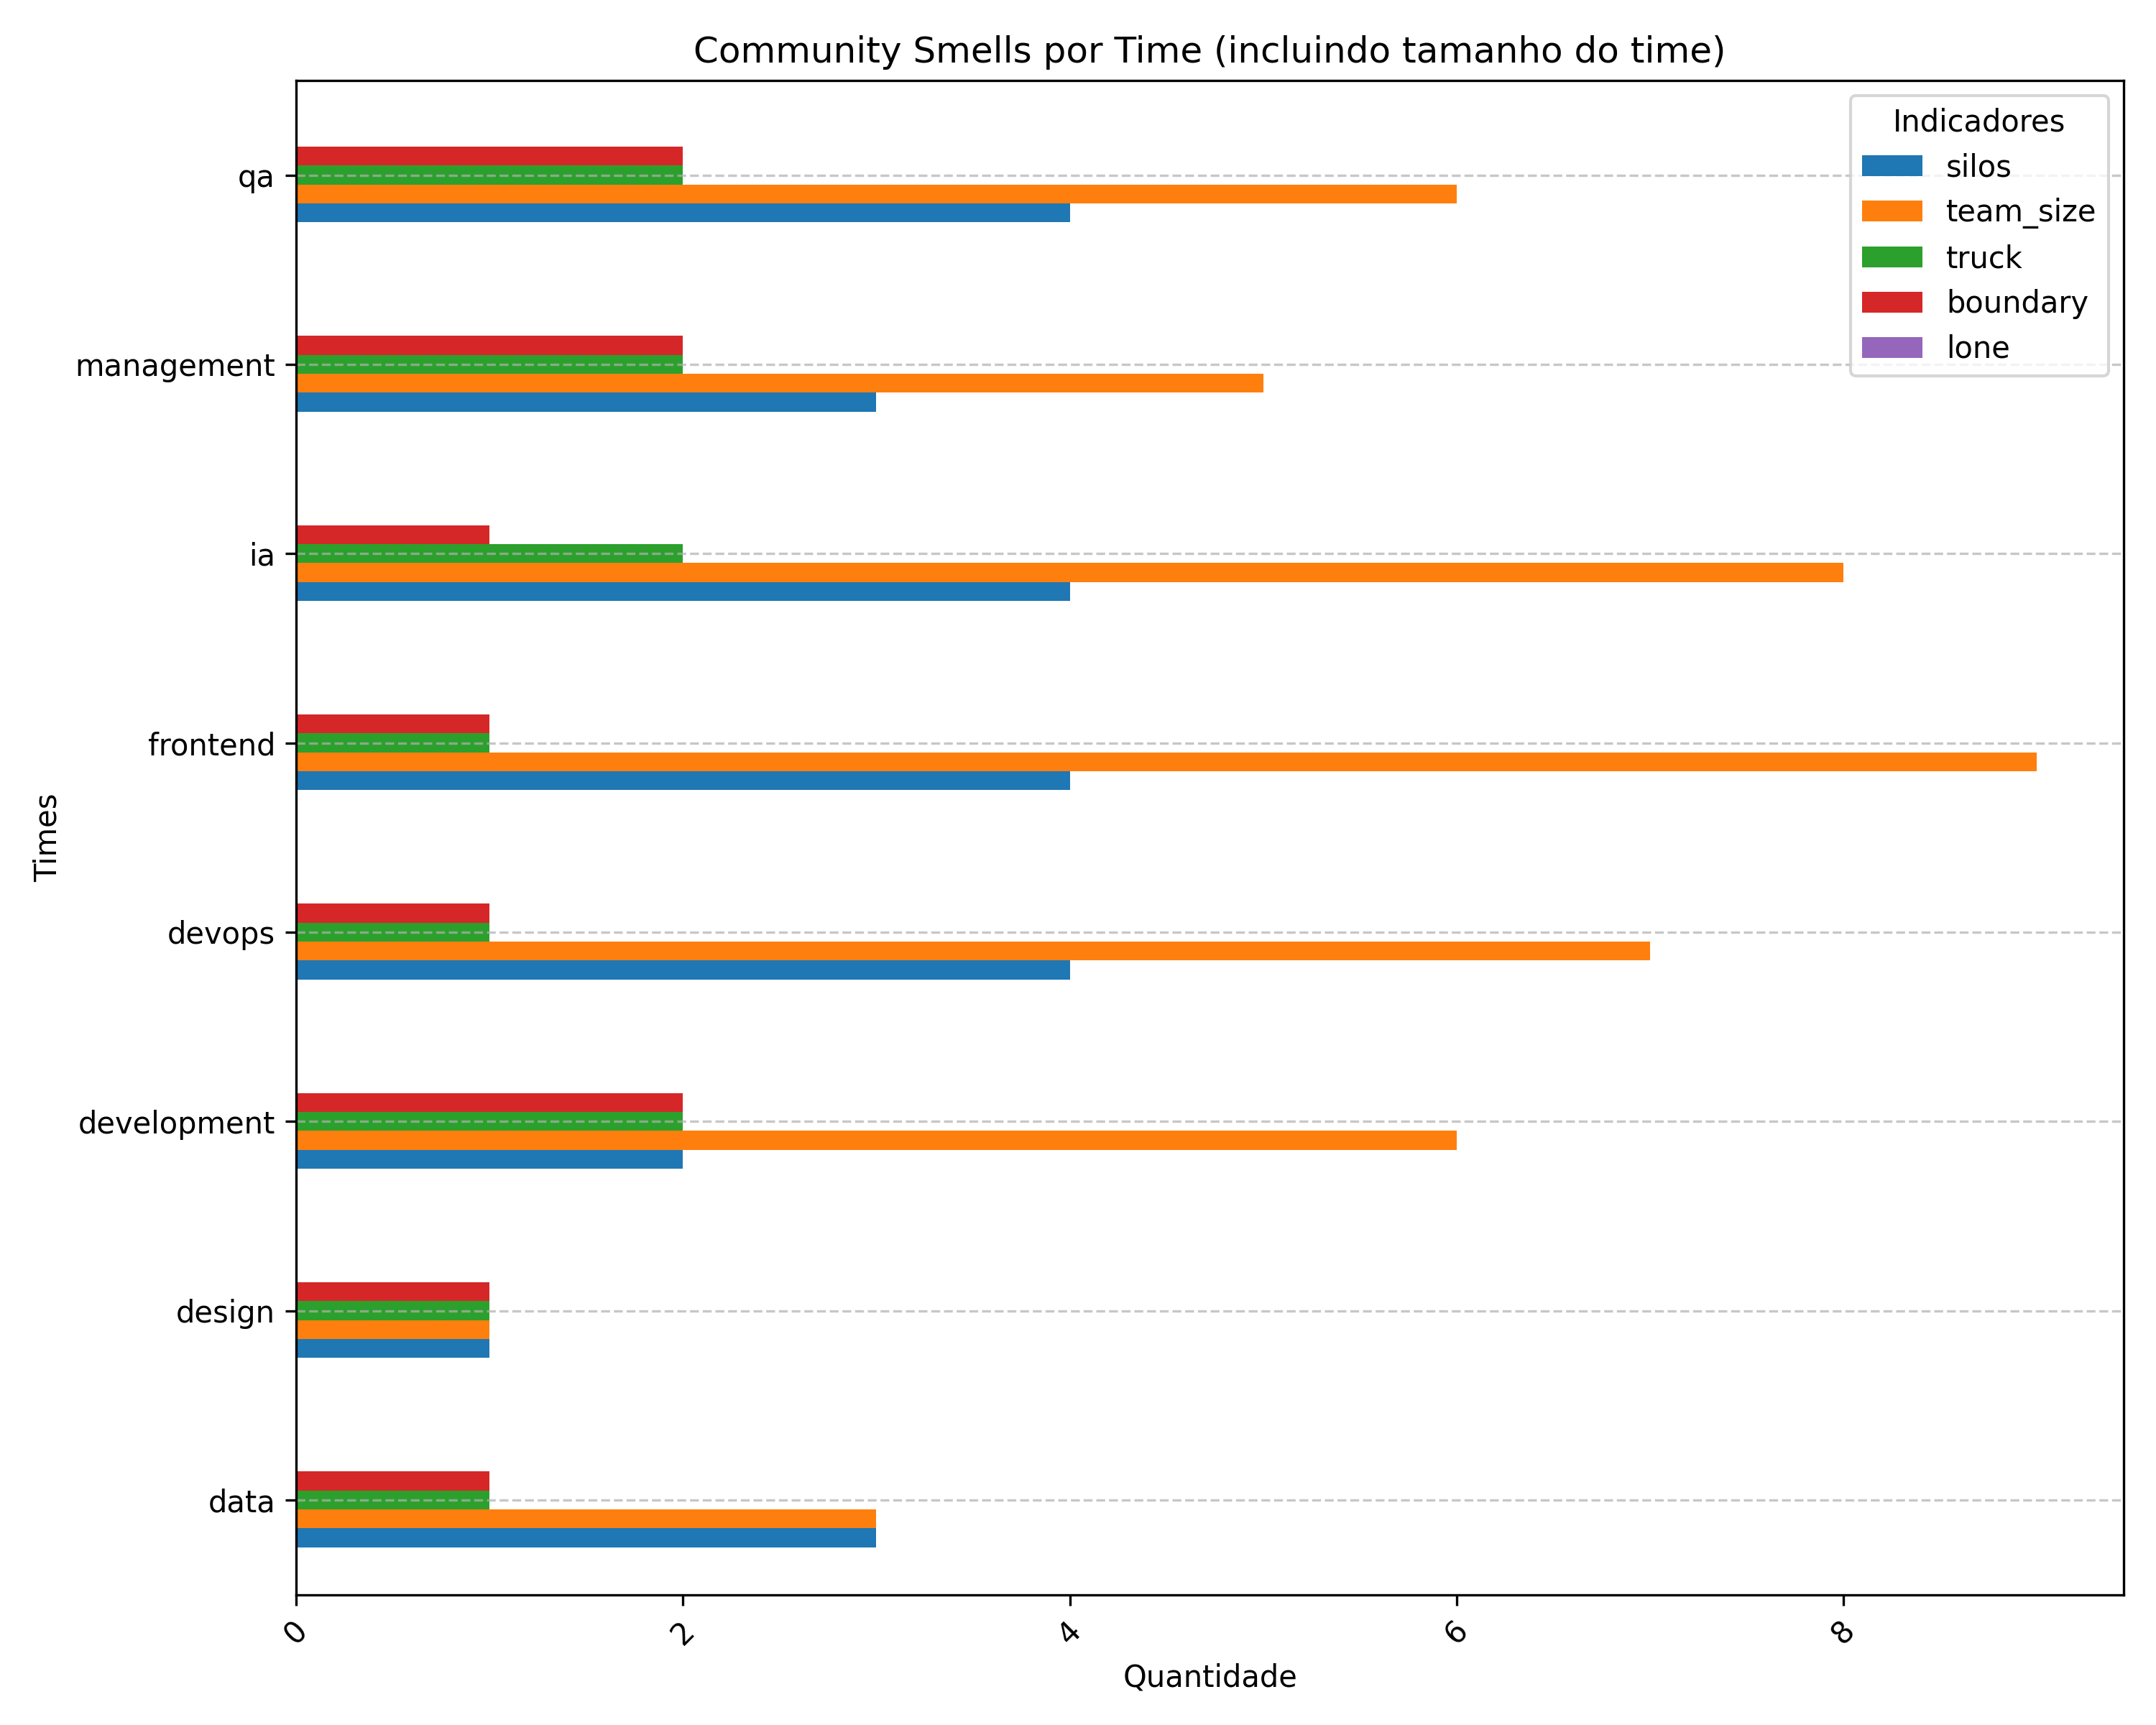 Community Smells por Time (incluindo tamanho do time)
Indicadores
silos
team_size
truck
boundary
lone
qa
management
ia
frontend
devops
development
design
data
Times
0 2 4 6 8
Quantidade